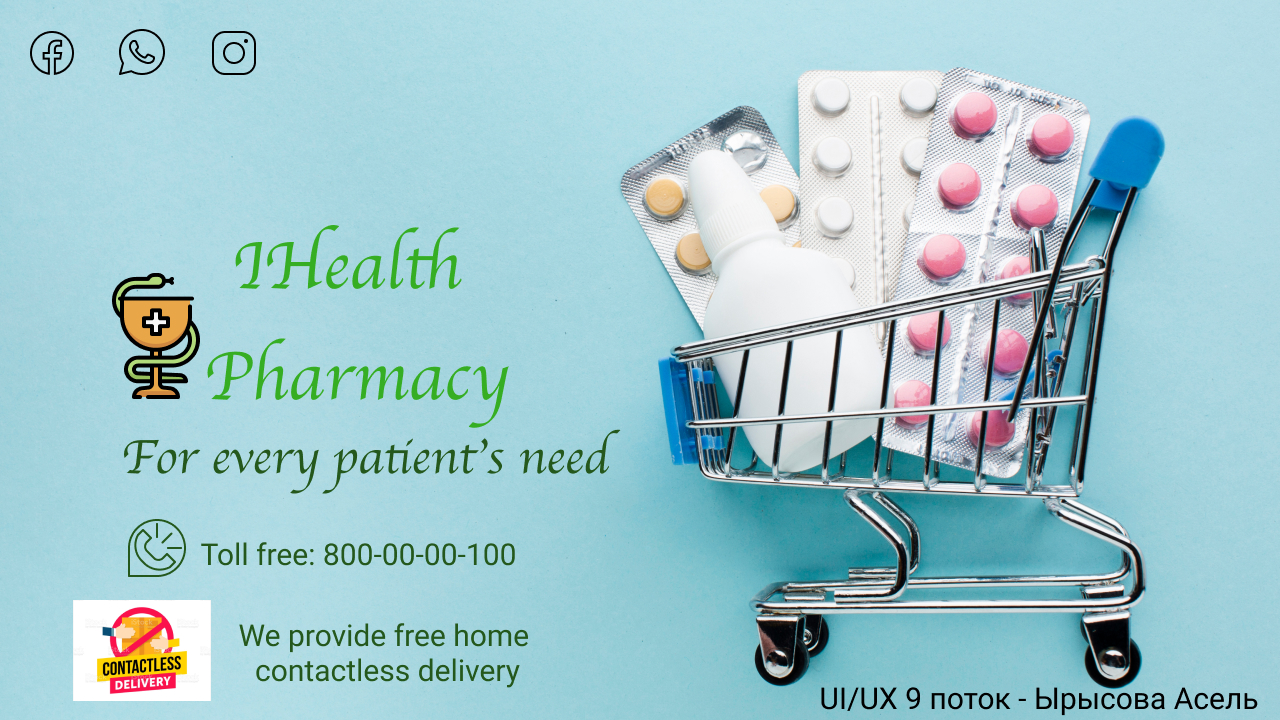 IHealth
Pharmacy
For every patient's need
Toll free: 800-00-00-100
CONTACTLESS
DELIVERY
We provide free home
contactless delivery
UI/UX 9 поток - Ырысова Асель